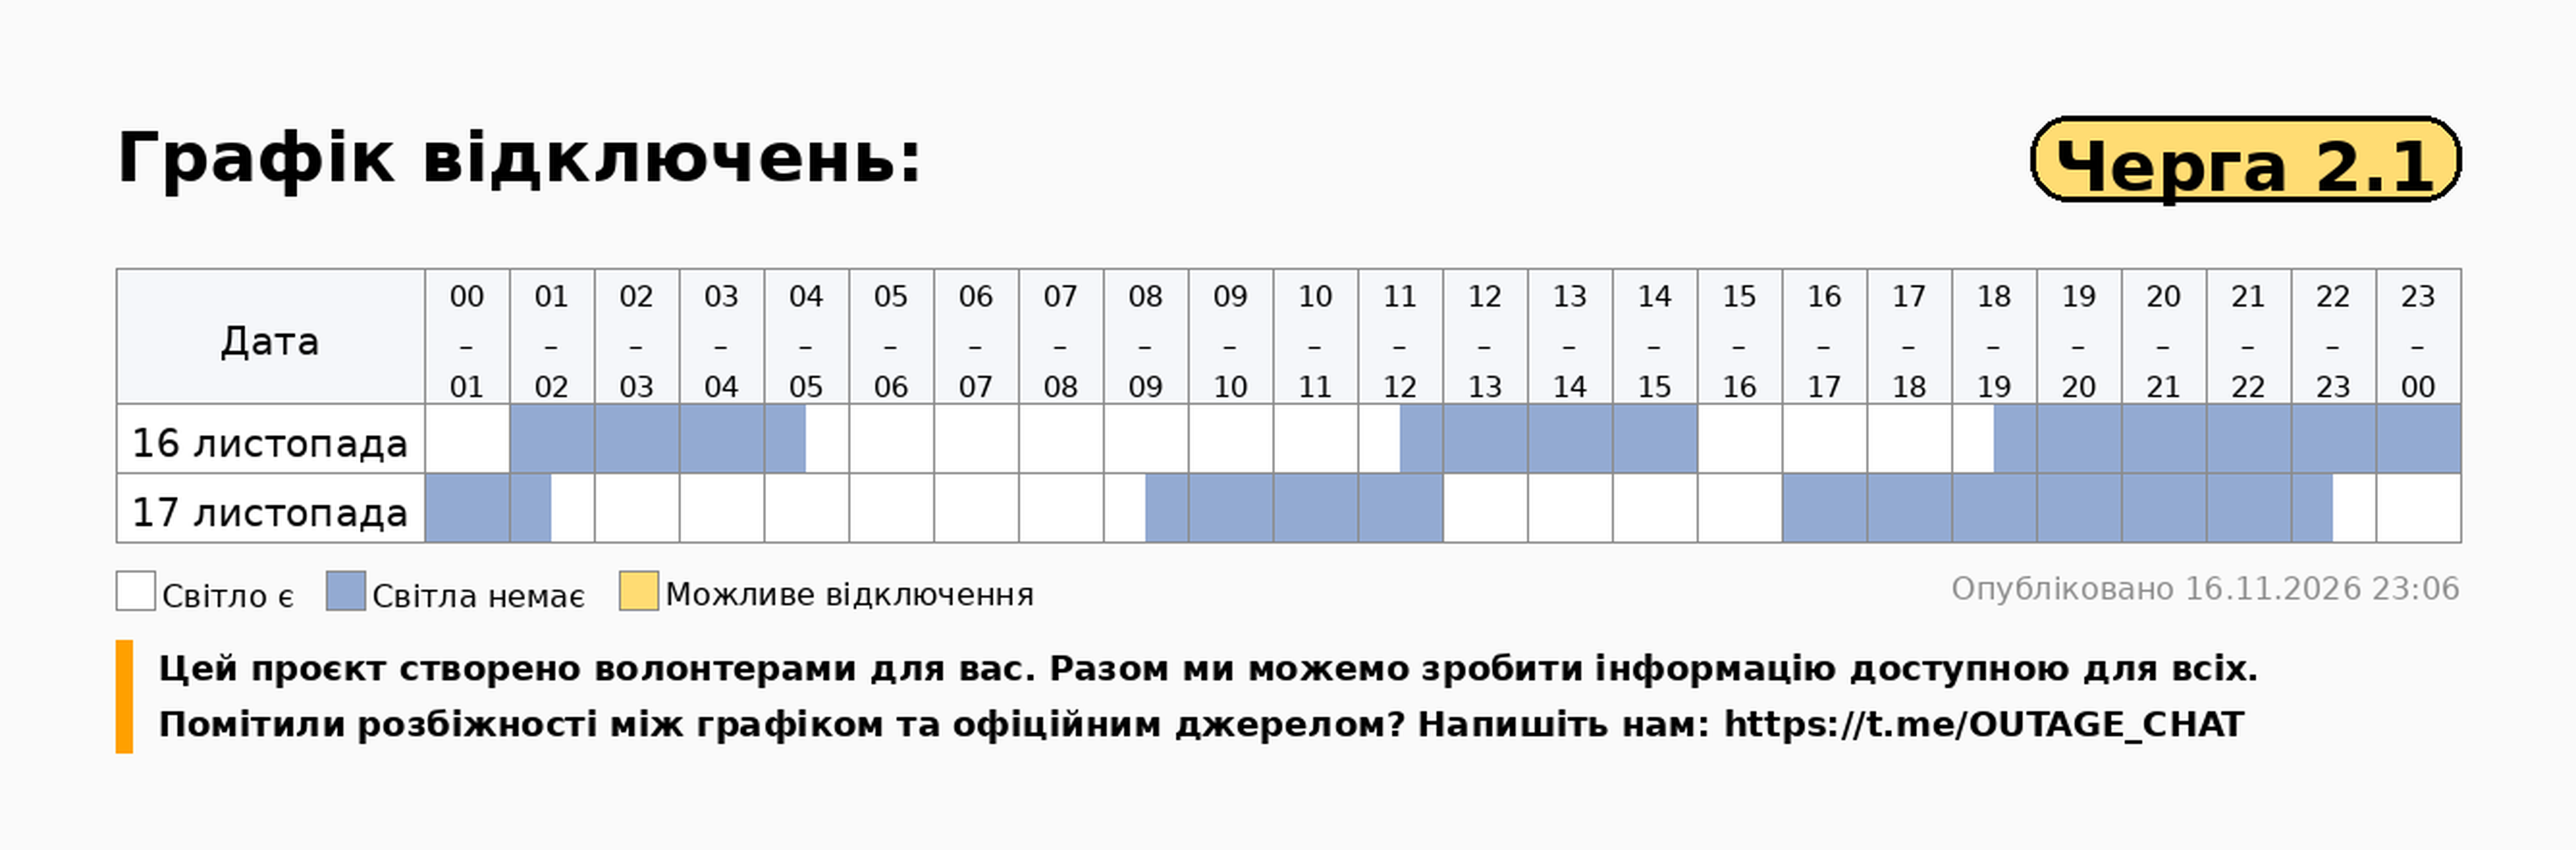 Графік відключень:
Черга 2.1
Дата 00 – 01 01 – 02 02 – 03 03 – 04 04 – 05 05 – 06 06 – 07 07 – 08 08 – 09 09 – 10 10 – 11 11 – 12 12 – 13 13 – 14 14 – 15 15 – 16 16 – 17 17 – 18 18 – 19 19 – 20 20 – 21 21 – 22 22 – 23 23 – 00
16 листопада
17 листопада
Світло є Світла немає Можливе відключення
Опубліковано 16.11.2026 23:06
Цей проєкт створено волонтерами для вас. Разом ми можемо зробити інформацію доступною для всіх.
Помітили розбіжності між графіком та офіційним джерелом? Напишіть нам: https://t.me/OUTAGE_CHAT